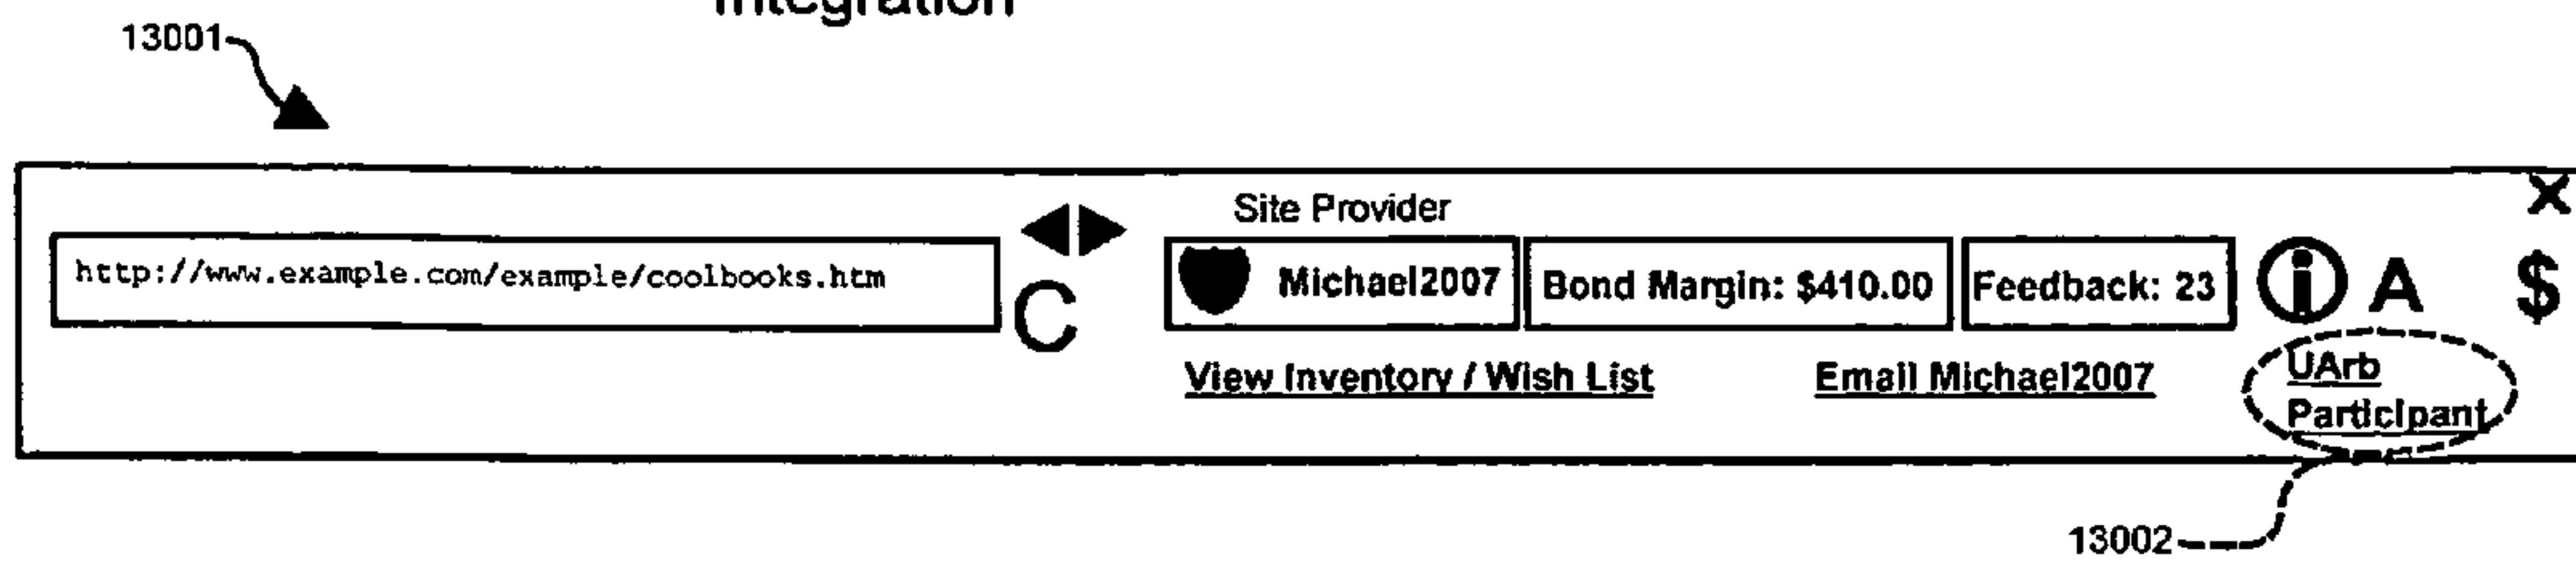 Integration
13001
Site Provider
X
http://www.example.com/example/coolbooks.htm
C
Michael2007
Bond Margin: $410.00
Feedback: 23
i
A
$
View Inventory / Wish List
Email Michael2007
UArb
Participant
13002